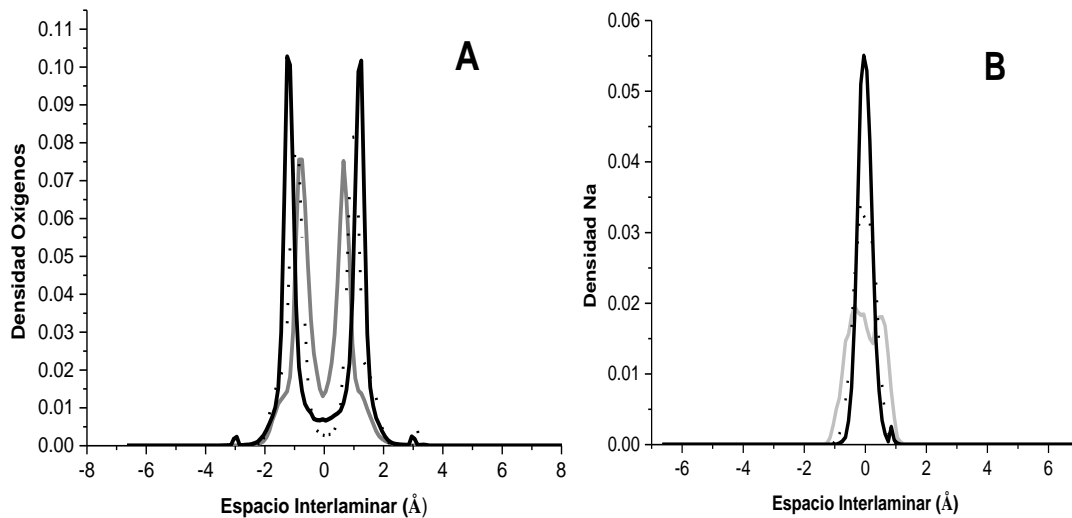 A
0.11
0.10
0.09
0.08
0.07
0.06
0.05
0.04
0.03
0.02
0.01
0.00
-8 -6 -4 -2 0 2 4 6 8
Densidad Oxígenos
Espacio Interlaminar (Å)
B
0.06
0.05
0.04
0.03
0.02
0.01
0.00
-6 -4 -2 0 2 4 6
Densidad Na
Espacio Interlaminar (Å)